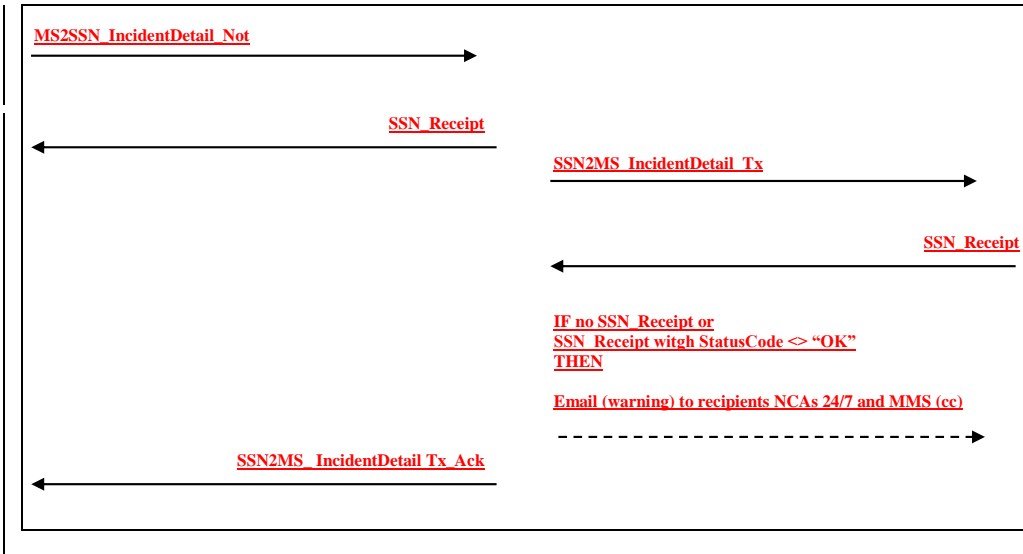 MS2SSN_IncidentDetail_Not
SSN_Receipt
SSN2MS_IncidentDetail_Tx
SSN_Receipt
IF no SSN_Receipt or
SSN_Receipt witgh StatusCode <> “OK”
THEN
Email (warning) to recipients NCAs 24/7 and MMS (cc)
SSN2MS_ IncidentDetail Tx_Ack